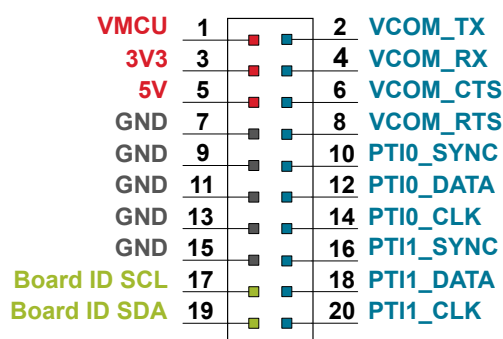 VMCU 1 2 VCOM_TX
3V3 3 4 VCOM_RX
5V 5 6 VCOM_CTS
GND 7 8 VCOM_RTS
GND 9 10 PTI0_SYNC
GND 11 12 PTI0_DATA
GND 13 14 PTI0_CLK
GND 15 16 PTI1_SYNC
Board ID SCL 17 18 PTI1_DATA
Board ID SDA 19 20 PTI1_CLK